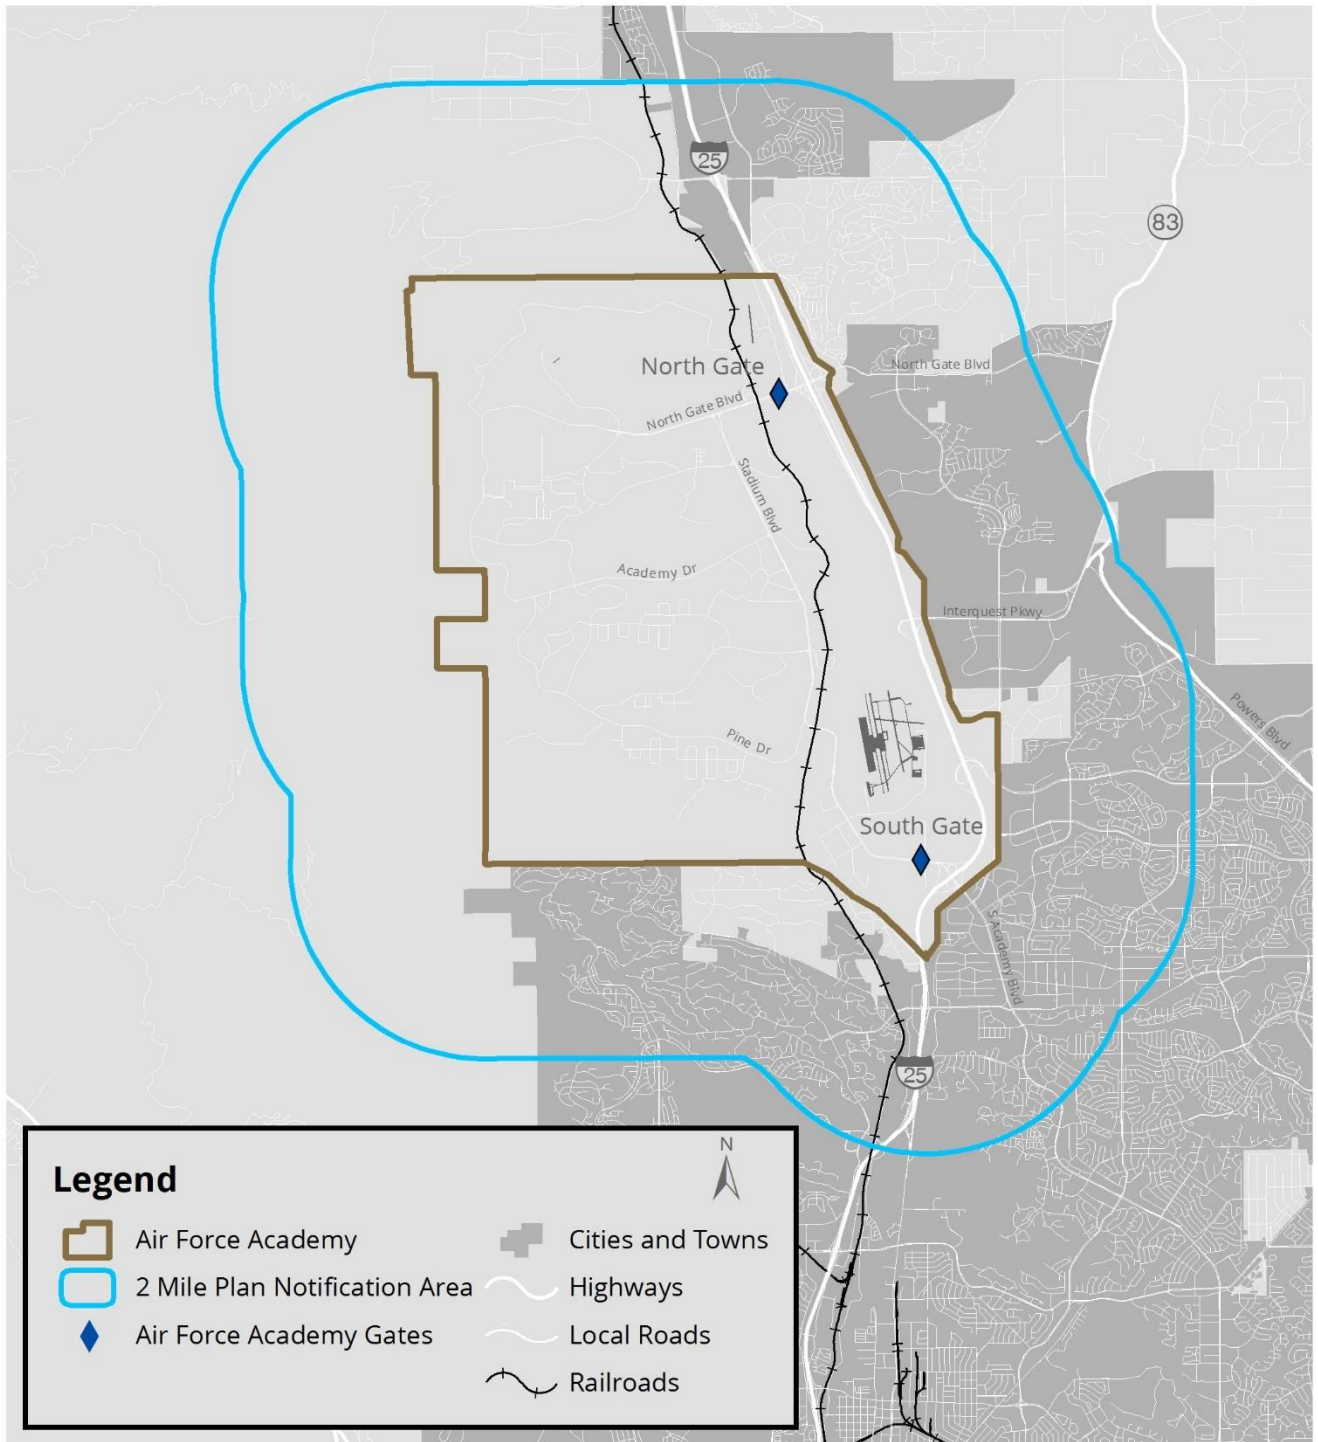 25
83
North Gate
North Gate Blvd
North Gate Blvd
Stadium Blvd
Academy Dr
Interquest Pkwy
Powers Blvd
Pine Dr
South Gate
S Academy Blvd
25
N
Legend
Air Force Academy
Cities and Towns
2 Mile Plan Notification Area
Highways
Air Force Academy Gates
Local Roads
Railroads